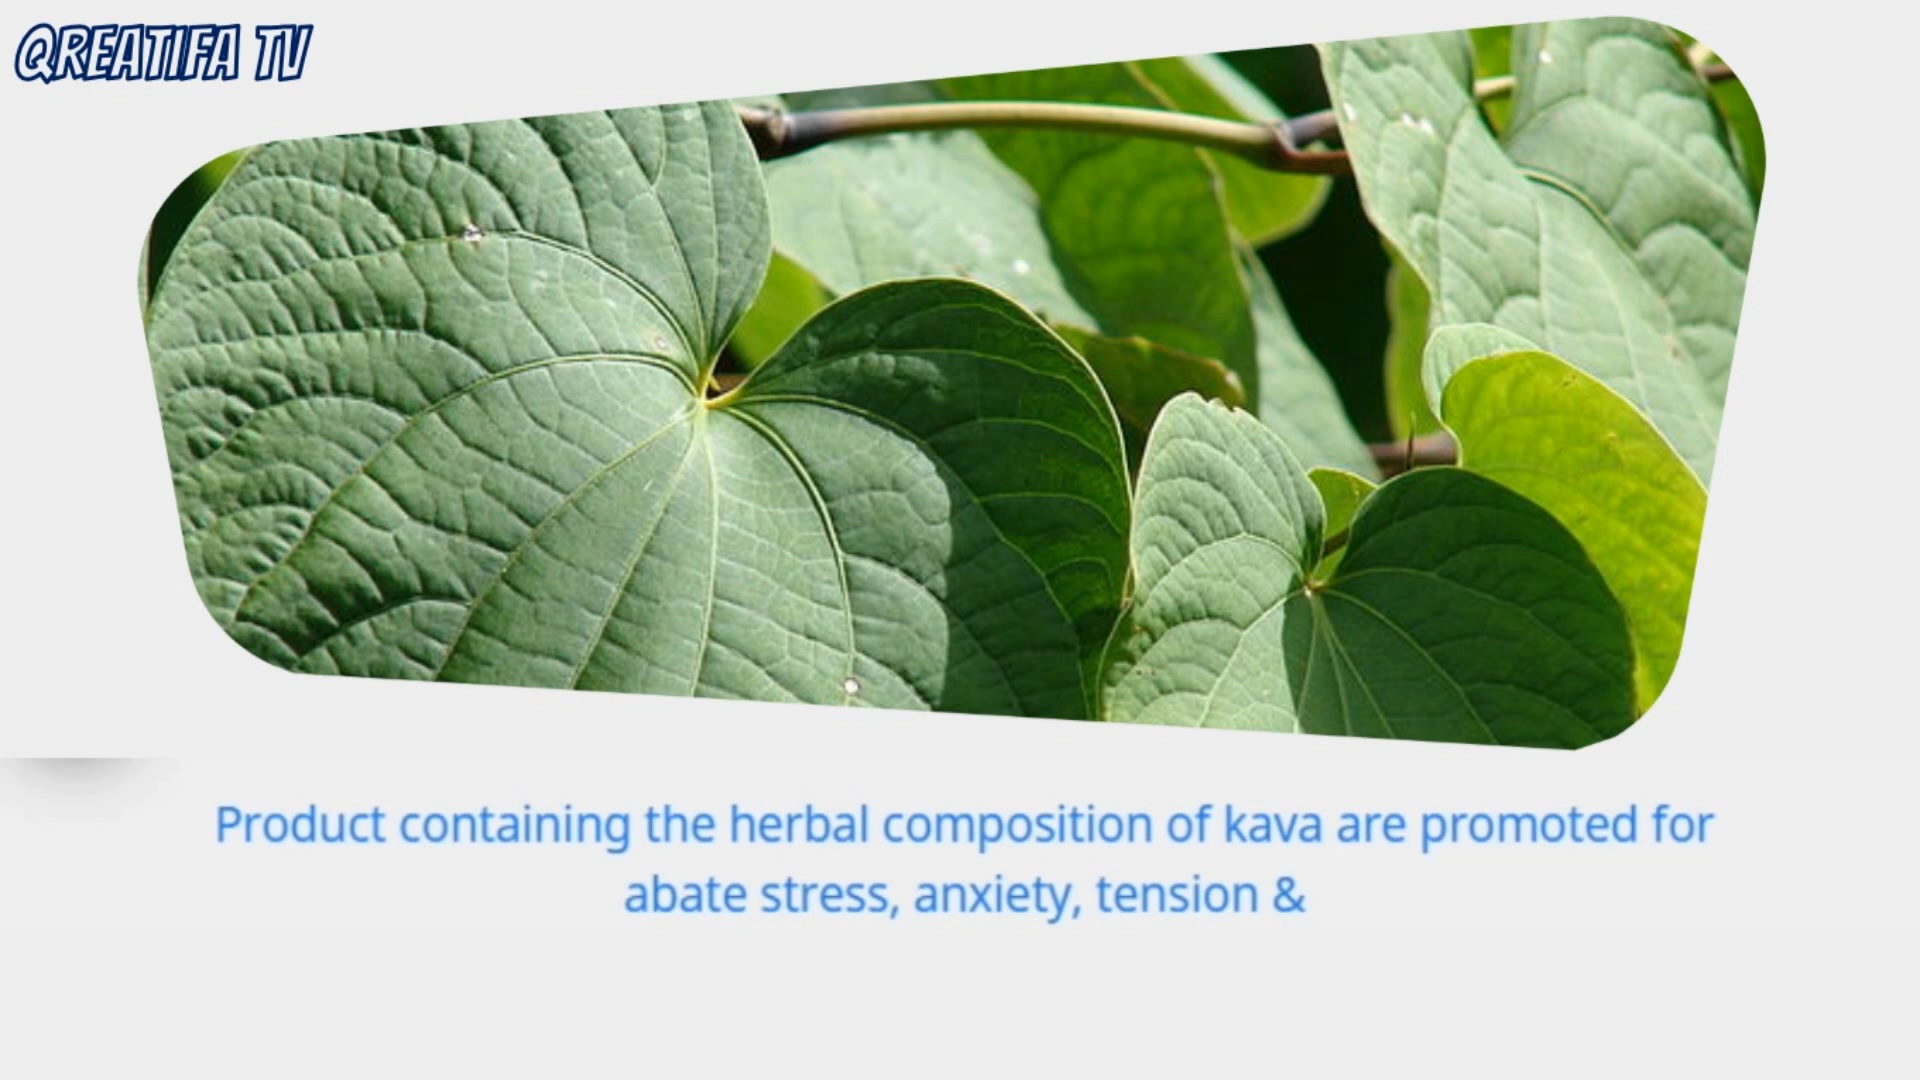 QREATIFA TV
Product containing the herbal composition of kava are promoted for
abate stress, anxiety, tension &